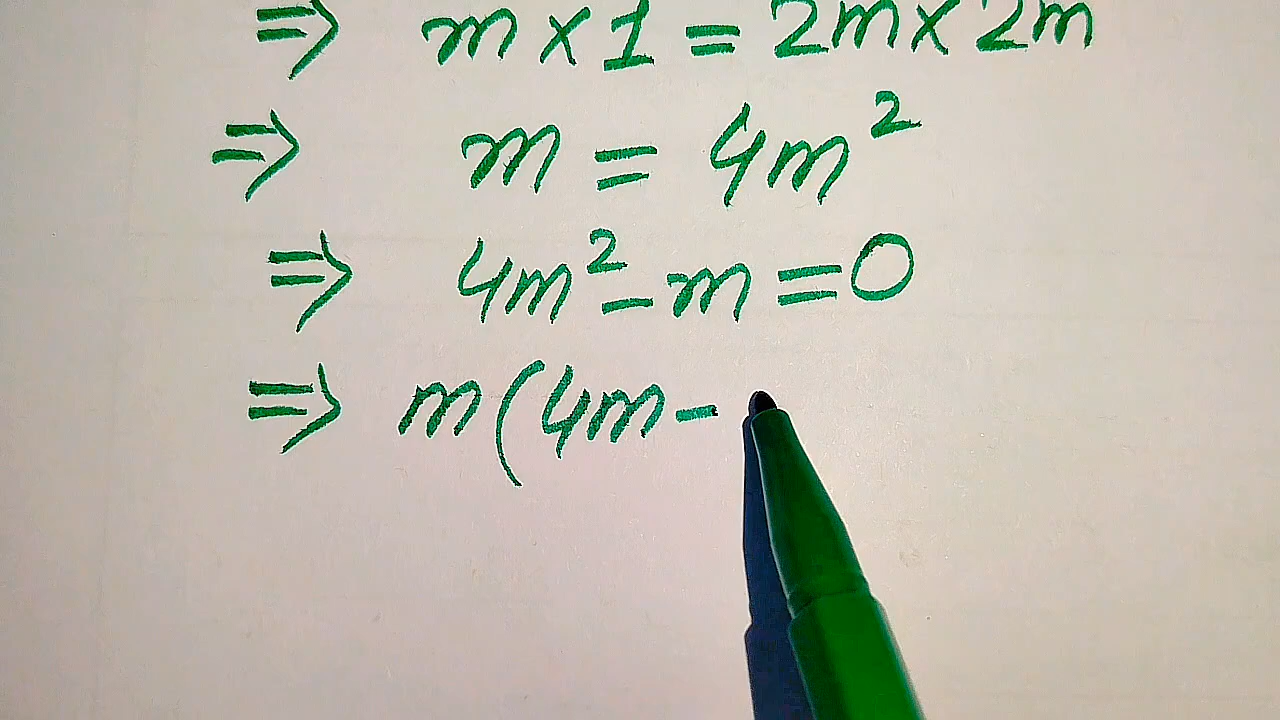 ⇒ m × 1 = 2m × 2m
⇒ m = 4m²
⇒ 4m² - m = 0
⇒ m(4m -